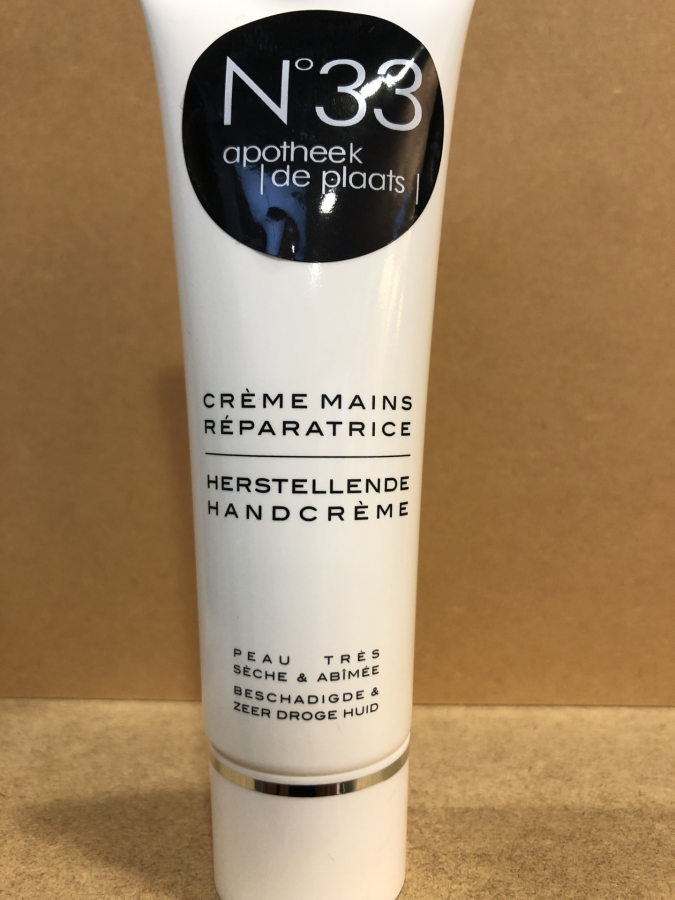 N°33
apotheek
|de plaats|
CRÈME MAINS
RÉPARATRICE
HERSTELLENDE
HANDCRÈME
PEAU TRÈS
SÈCHE & ABÎMÉE
BESCHADIGDE &
ZEER DROGE HUID